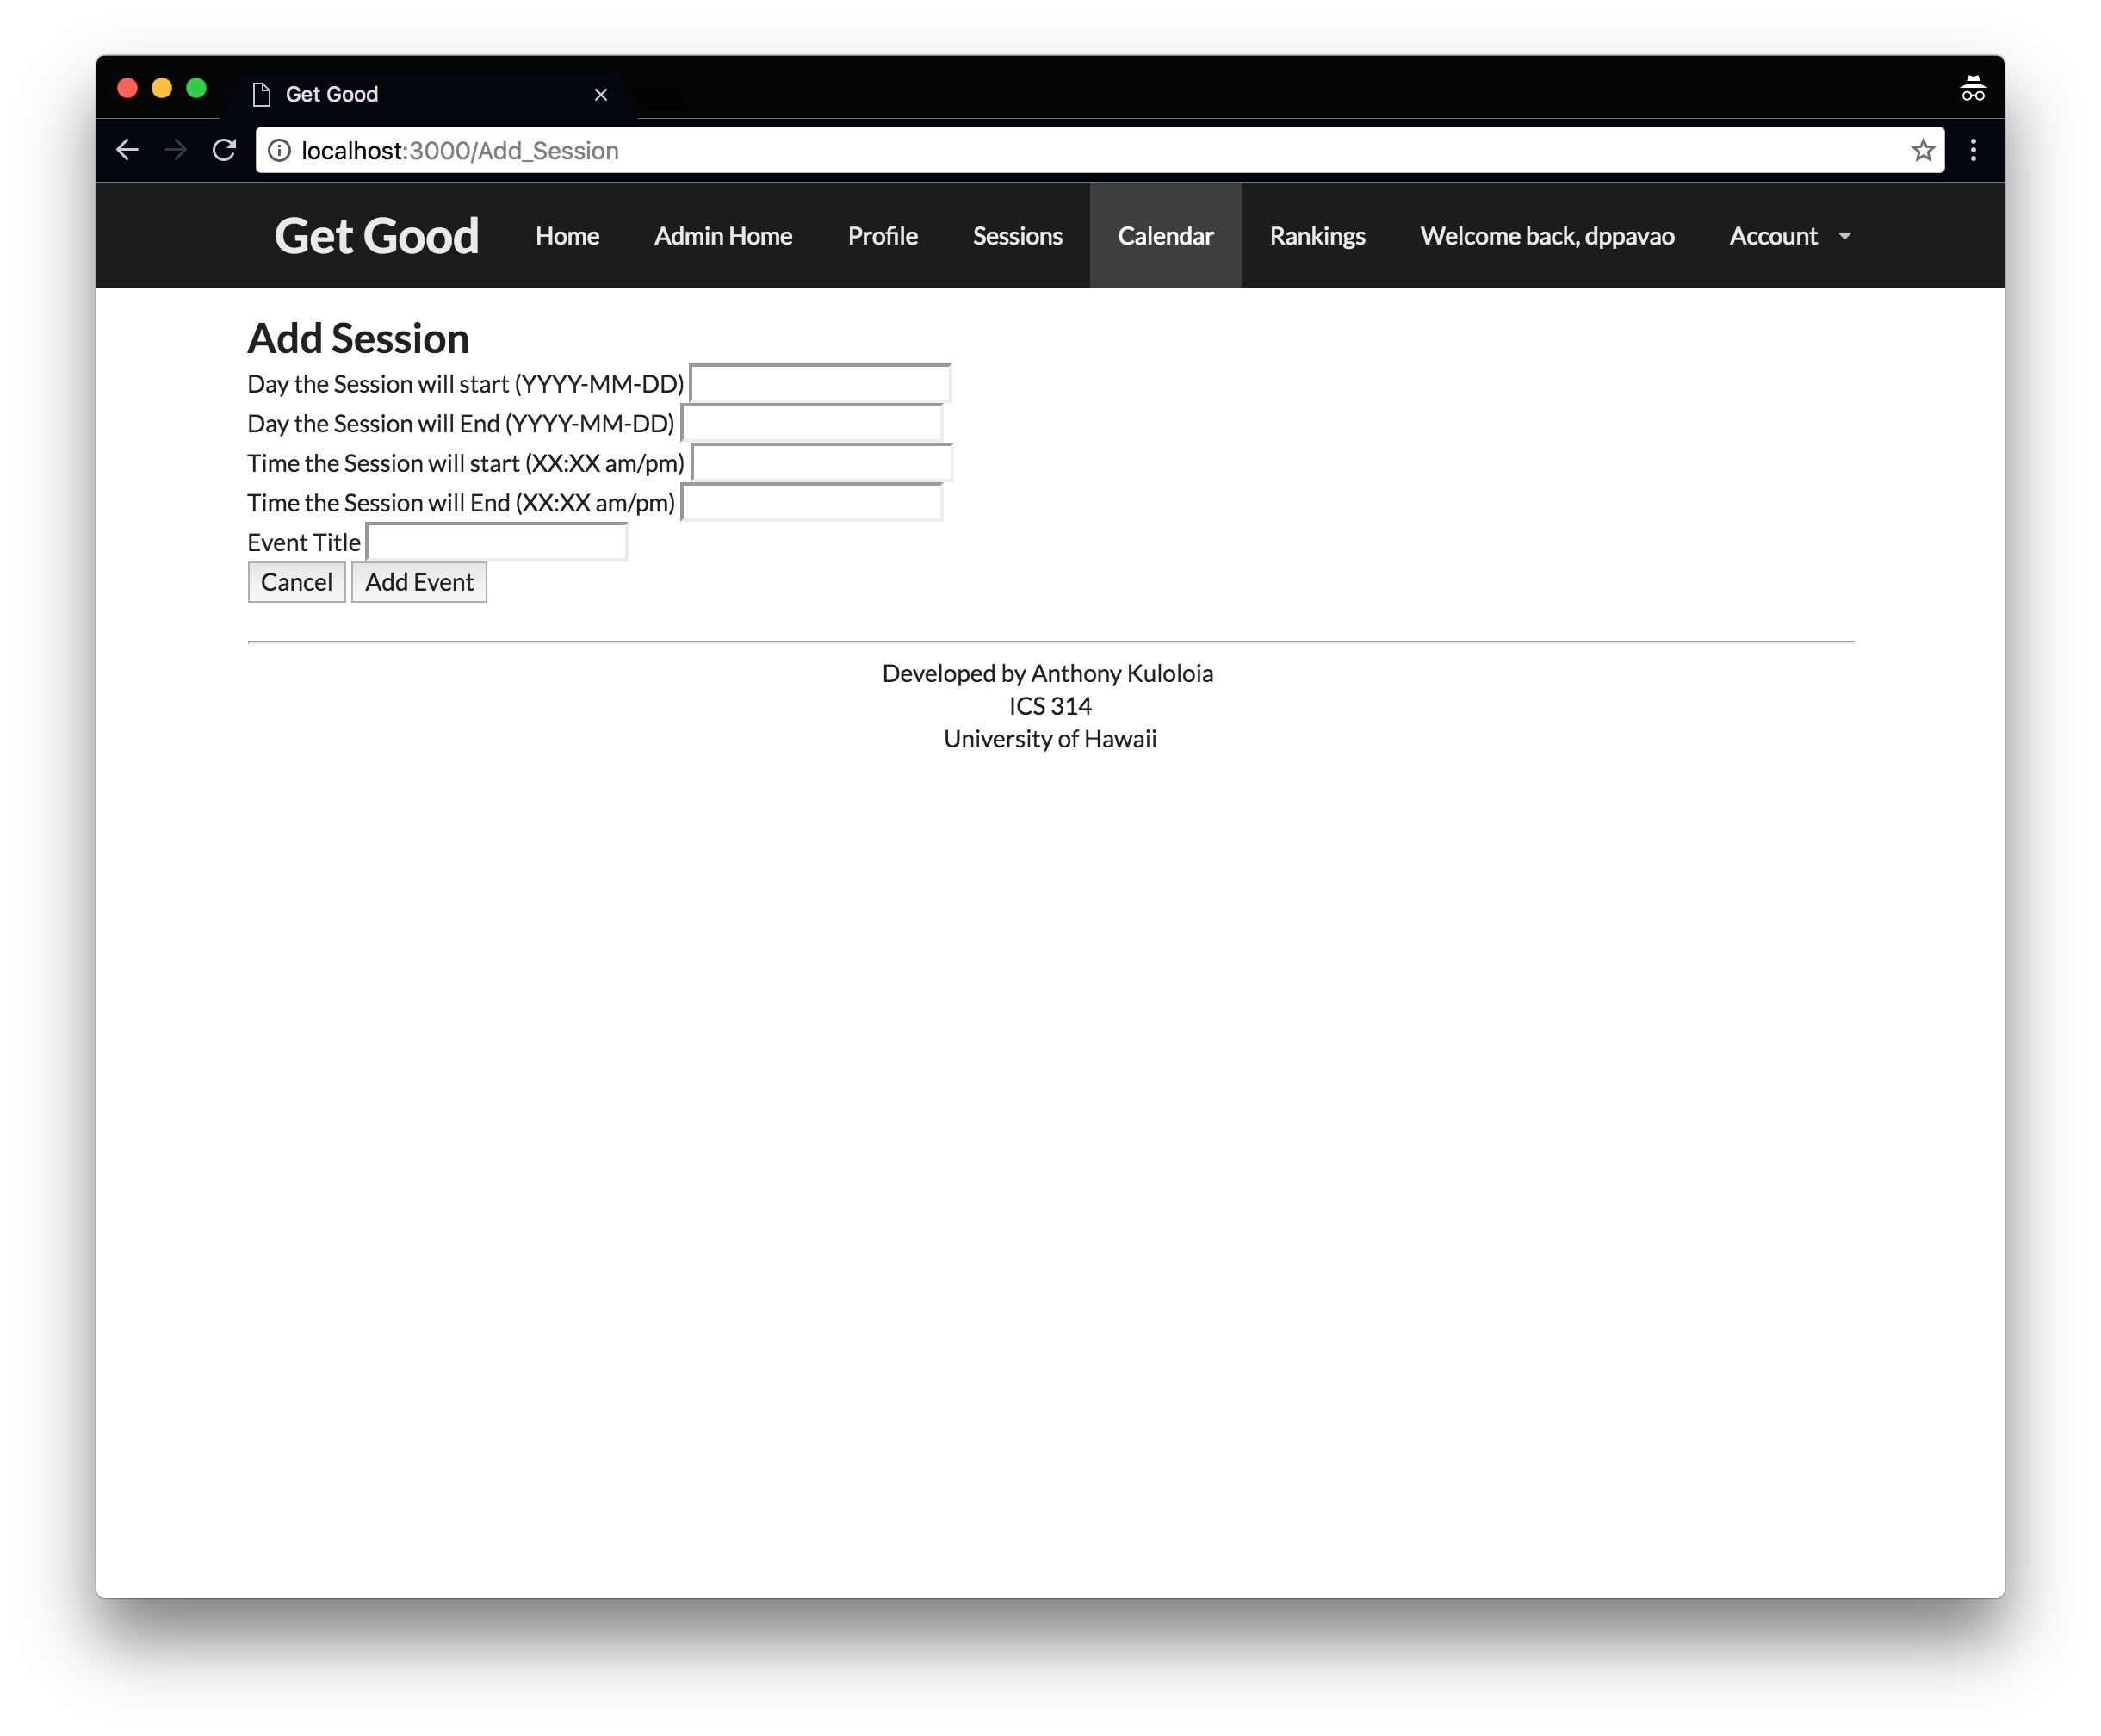 Get Good
localhost:3000/Add_Session
Get Good Home Admin Home Profile Sessions Calendar Rankings Welcome back, dppavao Account
Add Session
Day the Session will start (YYYY-MM-DD)
Day the Session will End (YYYY-MM-DD)
Time the Session will start (XX:XX am/pm)
Time the Session will End (XX:XX am/pm)
Event Title
Cancel Add Event
Developed by Anthony Kuloloia
ICS 314
University of Hawaii